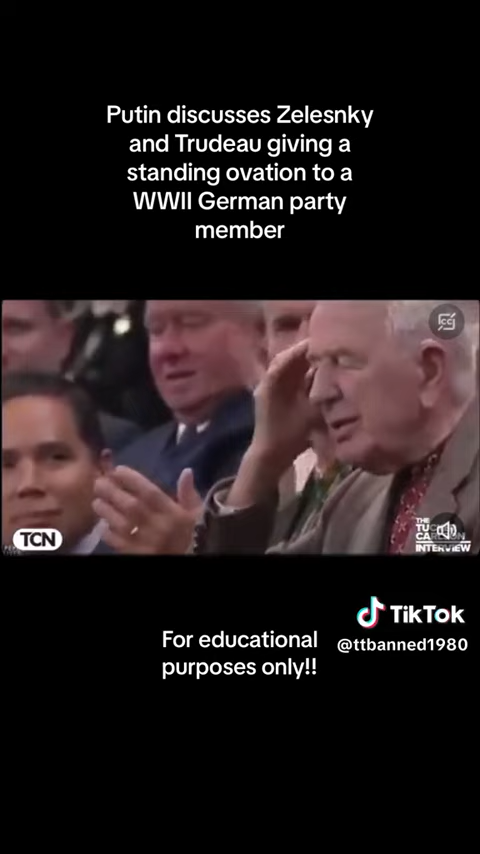 Putin discusses Zelesnky
and Trudeau giving a
standing ovation to a
WWII German party
member
CC
TCN
THE
INTERVIEW
TikTok
For educational
@ttbanned1980
purposes only!!